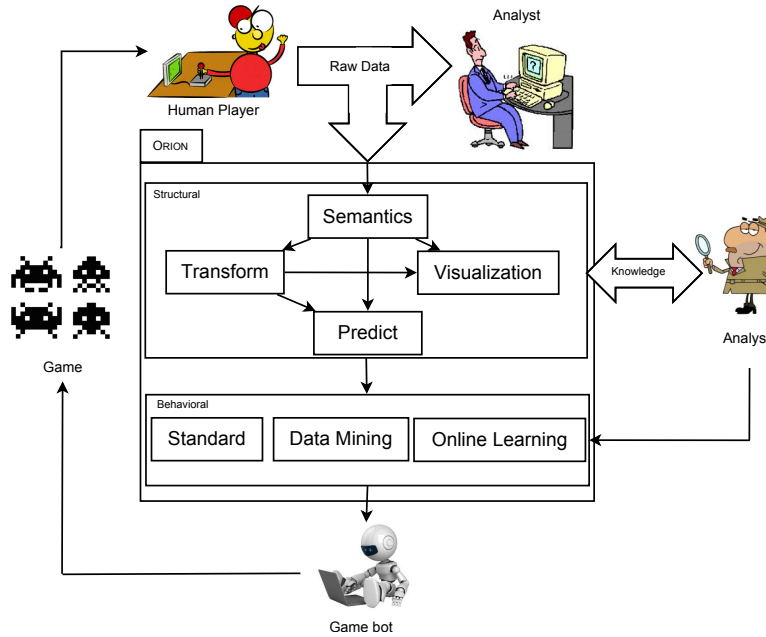 Analyst
Raw Data
Human Player
ORION
Structural
Semantics
Transform
Visualization
Knowledge
Predict
Analys
Game
Behavioral
Standard
Data Mining
Online Learning
Game bot
?